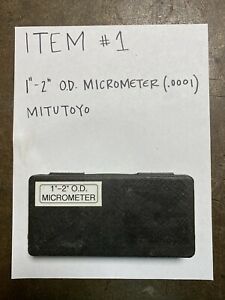 ITEM #1
1"-2" O.D. MICROMETER (.0001)
MITUTOYO
1"-2" O.D.
MICROMETER